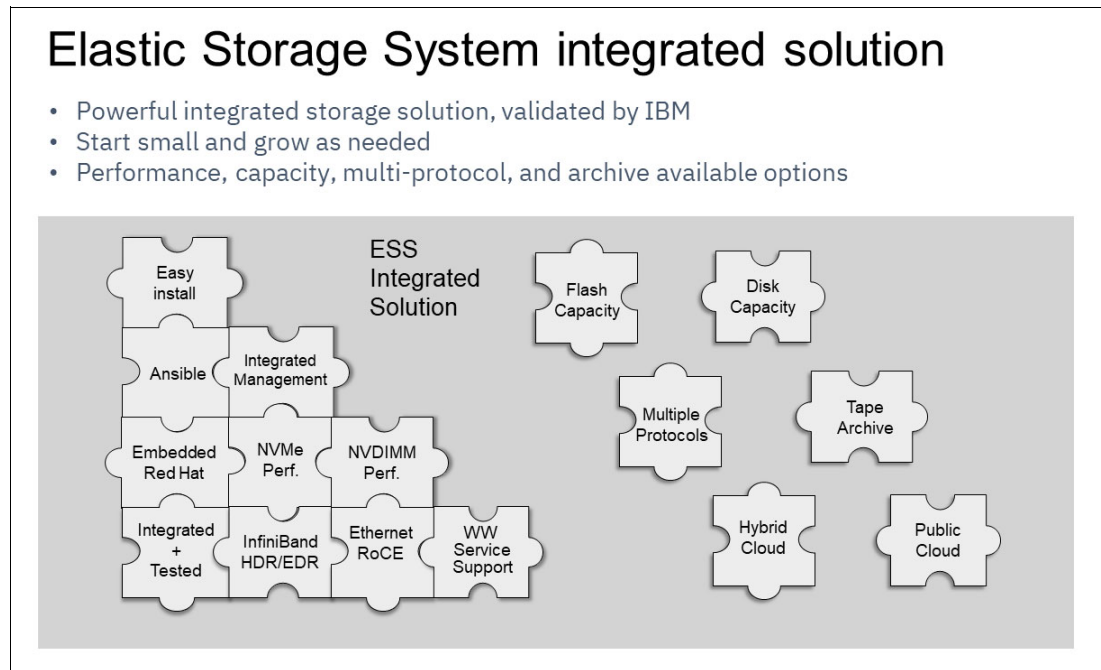 Elastic Storage System integrated solution
• Powerful integrated storage solution, validated by IBM
• Start small and grow as needed
• Performance, capacity, multi-protocol, and archive available options
ESS
Integrated
Solution
Easy
install
Ansible
Integrated
Management
Embedded
Red Hat
NVMe
Perf.
NVDIMM
Perf.
Integrated
+
Tested
InfiniBand
HDR/EDR
Ethernet
RoCE
WW
Service
Support
Flash
Capacity
Disk
Capacity
Multiple
Protocols
Tape
Archive
Hybrid
Cloud
Public
Cloud